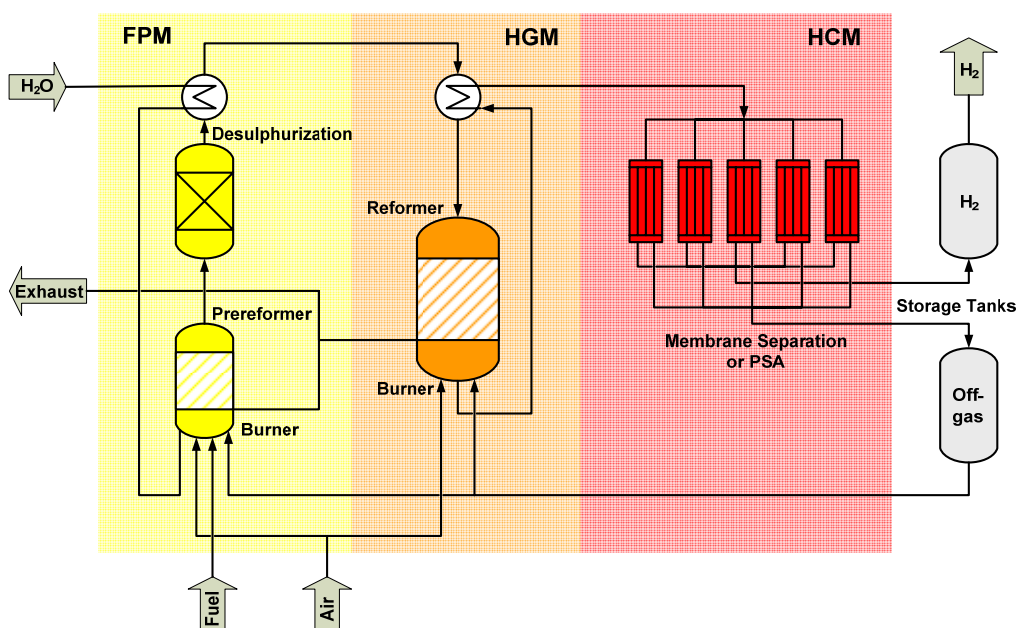 FPM
HGM
HCM
H₂O
H₂
Desulphurization
H₂
Reformer
Exhaust
Prereformer
Storage Tanks
Membrane Separation
or PSA
Burner
Off-
gas
Burner
Fuel
Air